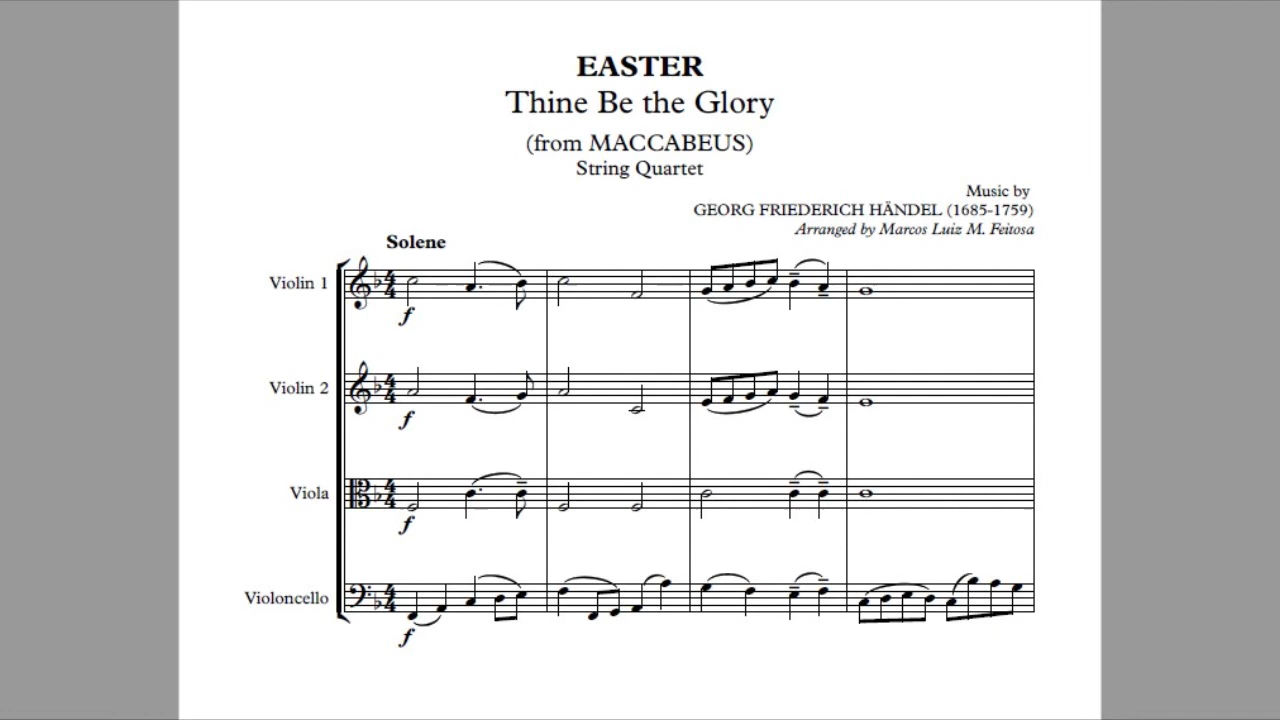 EASTER
Thine Be the Glory
(from MACCABEUS)
String Quartet
Music by
GEORG FRIEDERICH HÄNDEL (1685-1759)
Arranged by Marcos Luiz M. Feitosa
Solene
Violin 1
f
Violin 2
f
Viola
f
Violoncello
f